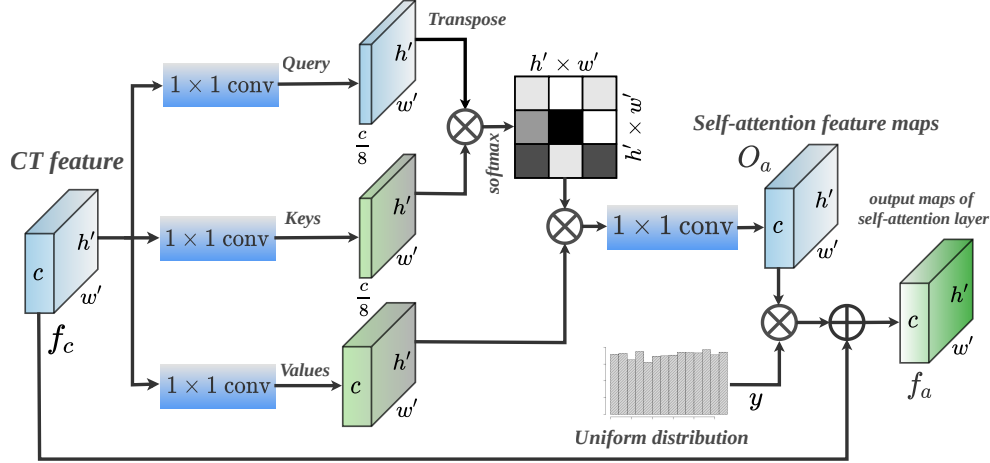 Transpose
Query
h′
h′ × w′
1 × 1 conv
w′
c/8
h′ × w′
softmax
Self-attention feature maps
O_a
CT feature
h′
c
w′
f_c
Keys
1 × 1 conv
h′
w′
c/8
1 × 1 conv
h′
c
w′
output maps of
self-attention layer
h′
c
w′
f_a
Values
1 × 1 conv
h′
c
w′
y
Uniform distribution